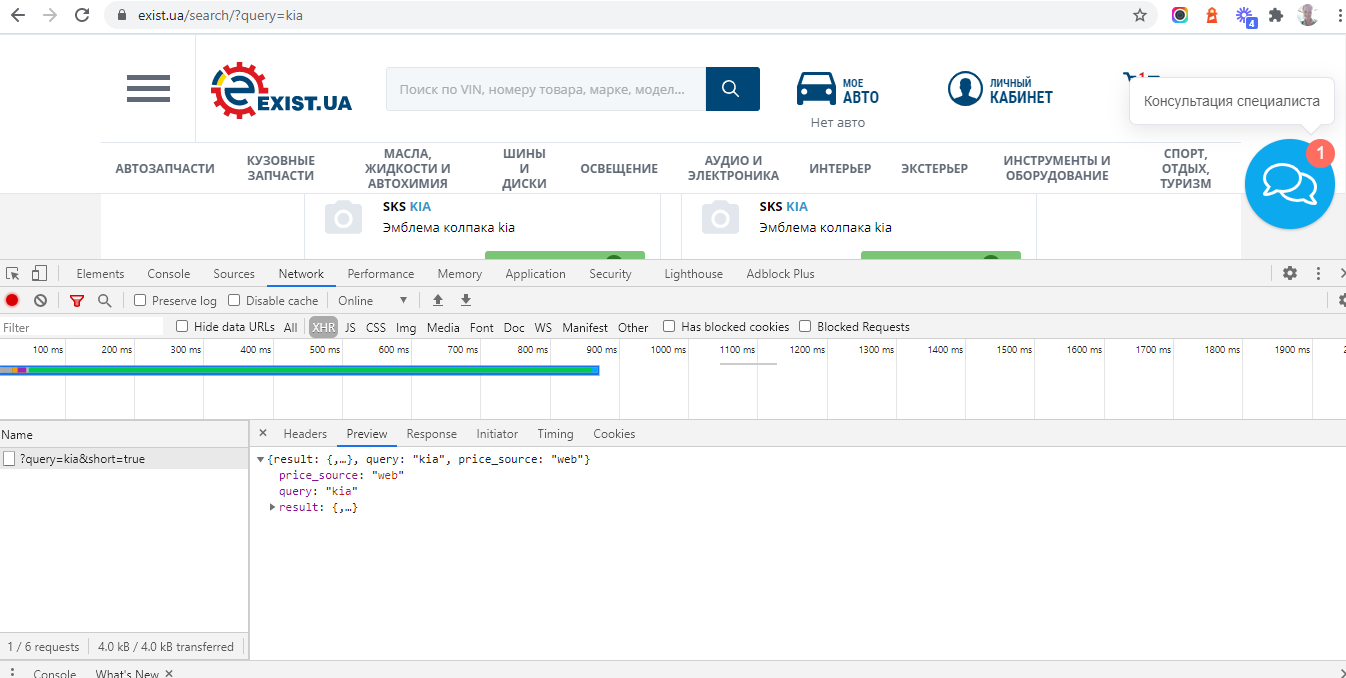 exist.ua/search/?query=kia
4
EXIST.UA
Поиск по VIN, номеру товара, марке, модел...
МОЕ
АВТО
Нет авто
ЛИЧНЫЙ
КАБИНЕТ
1
Консультация специалиста
1
АВТОЗАПЧАСТИ
КУЗОВНЫЕ
ЗАПЧАСТИ
МАСЛА,
ЖИДКОСТИ И
АВТОХИМИЯ
ШИНЫ
И
ДИСКИ
ОСВЕЩЕНИЕ
АУДИО И
ЭЛЕКТРОНИКА
ИНТЕРЬЕР
ЭКСТЕРЬЕР
ИНСТРУМЕНТЫ И
ОБОРУДОВАНИЕ
СПОРТ,
ОТДЫХ,
ТУРИЗМ
SKS KIA
Эмблема колпака kia
SKS KIA
Эмблема колпака kia
Elements Console Sources Network Performance Memory Application Security Lighthouse Adblock Plus
Preserve log Disable cache Online
Filter Hide data URLs All XHR JS CSS Img Media Font Doc WS Manifest Other Has blocked cookies Blocked Requests
100 ms 200 ms 300 ms 400 ms 500 ms 600 ms 700 ms 800 ms 900 ms 1000 ms 1100 ms 1200 ms 1300 ms 1400 ms 1500 ms 1600 ms 1700 ms 1800 ms 1900 ms 2
Name
?query=kia&short=true
Headers Preview Response Initiator Timing Cookies
{result: {,…}, query: "kia", price_source: "web"}
price_source: "web"
query: "kia"
result: {,…}
1 / 6 requests 4.0 kB / 4.0 kB transferred
Console What's New